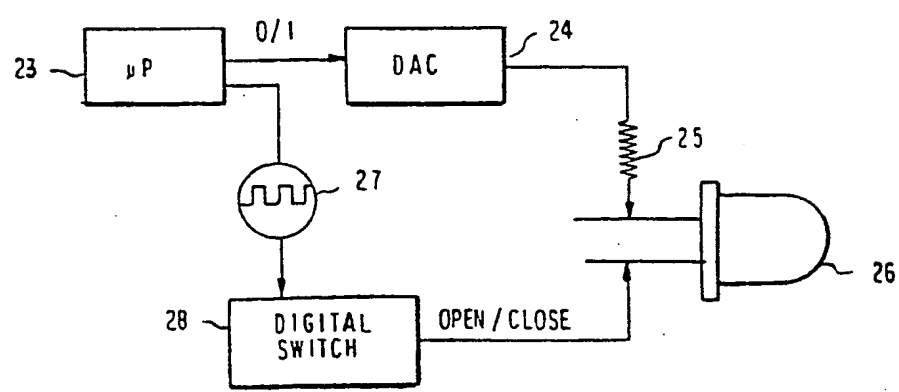 0/1
24
23
μP
DAC
25
27
26
28
DIGITAL
SWITCH
OPEN/CLOSE